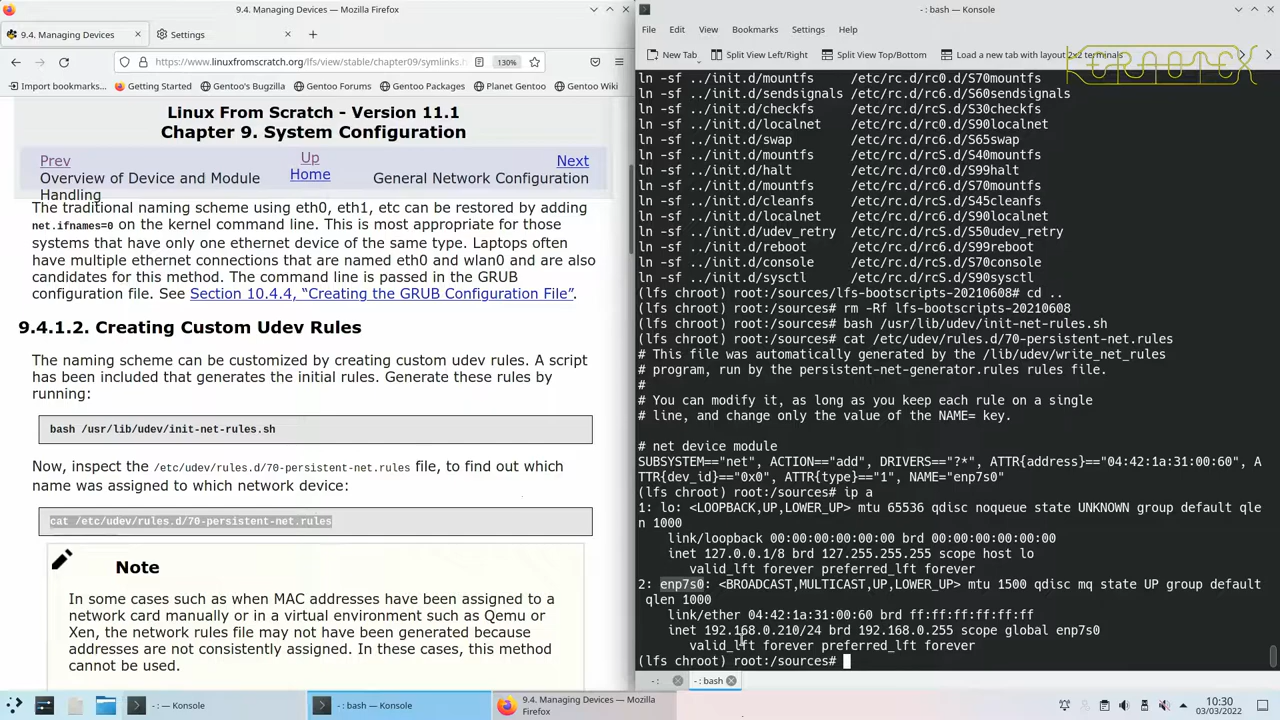 9.4. Managing Devices — Mozilla Firefox
9.4. Managing Devices
Settings
https://www.linuxfromscratch.org/lfs/view/stable/chapter09/symlinks.
130%
Import bookmarks...
Getting Started
Gentoo's Bugzilla
Gentoo Forums
Gentoo Packages
Planet Gentoo
Gentoo Wiki
Linux From Scratch - Version 11.1
Chapter 9. System Configuration
Prev
Up
Next
Overview of Device and Module
Handling
Home
General Network Configuration
The traditional naming scheme using eth0, eth1, etc can be restored by adding
net.ifnames=0 on the kernel command line. This is most appropriate for those
systems that have only one ethernet device of the same type. Laptops often
have multiple ethernet connections that are named eth0 and wlan0 and are also
candidates for this method. The command line is passed in the GRUB
configuration file. See Section 10.4.4, “Creating the GRUB Configuration File”.
9.4.1.2. Creating Custom Udev Rules
The naming scheme can be customized by creating custom udev rules. A script
has been included that generates the initial rules. Generate these rules by
running:
bash /usr/lib/udev/init-net-rules.sh
Now, inspect the /etc/udev/rules.d/70-persistent-net.rules file, to find out which
name was assigned to which network device:
cat /etc/udev/rules.d/70-persistent-net.rules
Note
In some cases such as when MAC addresses have been assigned to a
network card manually or in a virtual environment such as Qemu or
Xen, the network rules file may not have been generated because
addresses are not consistently assigned. In these cases, this method
cannot be used.
- : bash — Konsole
File Edit View Bookmarks Settings Help
New Tab
Split View Left/Right
Split View Top/Bottom
Load a new tab with layout 2×2 terminals
ln -sf ../init.d/mountfs /etc/rc.d/rc0.d/S70mountfs
ln -sf ../init.d/sendsignals /etc/rc.d/rc6.d/S60sendsignals
ln -sf ../init.d/checkfs /etc/rc.d/rcS.d/S30checkfs
ln -sf ../init.d/localnet /etc/rc.d/rc0.d/S90localnet
ln -sf ../init.d/swap /etc/rc.d/rc6.d/S65swap
ln -sf ../init.d/mountfs /etc/rc.d/rcS.d/S40mountfs
ln -sf ../init.d/halt /etc/rc.d/rc0.d/S99halt
ln -sf ../init.d/mountfs /etc/rc.d/rc6.d/S70mountfs
ln -sf ../init.d/cleanfs /etc/rc.d/rcS.d/S45cleanfs
ln -sf ../init.d/localnet /etc/rc.d/rc6.d/S90localnet
ln -sf ../init.d/udev_retry /etc/rc.d/rcS.d/S50udev_retry
ln -sf ../init.d/reboot /etc/rc.d/rc6.d/S99reboot
ln -sf ../init.d/console /etc/rc.d/rcS.d/S70console
ln -sf ../init.d/sysctl /etc/rc.d/rcS.d/S90sysctl
(lfs chroot) root:/sources/lfs-bootscripts-20210608# cd ..
(lfs chroot) root:/sources# rm -Rf lfs-bootscripts-20210608
(lfs chroot) root:/sources# bash /usr/lib/udev/init-net-rules.sh
(lfs chroot) root:/sources# cat /etc/udev/rules.d/70-persistent-net.rules
# This file was automatically generated by the /lib/udev/write_net_rules
# program, run by the persistent-net-generator.rules rules file.
#
# You can modify it, as long as you keep each rule on a single
# line, and change only the value of the NAME= key.
# net device module
SUBSYSTEM=="net", ACTION=="add", DRIVERS=="?*", ATTR{address}=="04:42:1a:31:00:60", A
TTR{dev_id}=="0x0", ATTR{type}=="1", NAME="enp7s0"
(lfs chroot) root:/sources# ip a
1: lo: <LOOPBACK,UP,LOWER_UP> mtu 65536 qdisc noqueue state UNKNOWN group default qle
n 1000
link/loopback 00:00:00:00:00:00 brd 00:00:00:00:00:00
inet 127.0.0.1/8 brd 127.255.255.255 scope host lo
valid_lft forever preferred_lft forever
2: enp7s0: <BROADCAST,MULTICAST,UP,LOWER_UP> mtu 1500 qdisc mq state UP group default
qlen 1000
link/ether 04:42:1a:31:00:60 brd ff:ff:ff:ff:ff:ff
inet 192.168.0.210/24 brd 192.168.0.255 scope global enp7s0
valid_lft forever preferred_lft forever
(lfs chroot) root:/sources#
- :
- : bash
- : — Konsole
- : bash — Konsole
9.4. Managing Devices — Mozilla
Firefox
10:30
03/03/2022